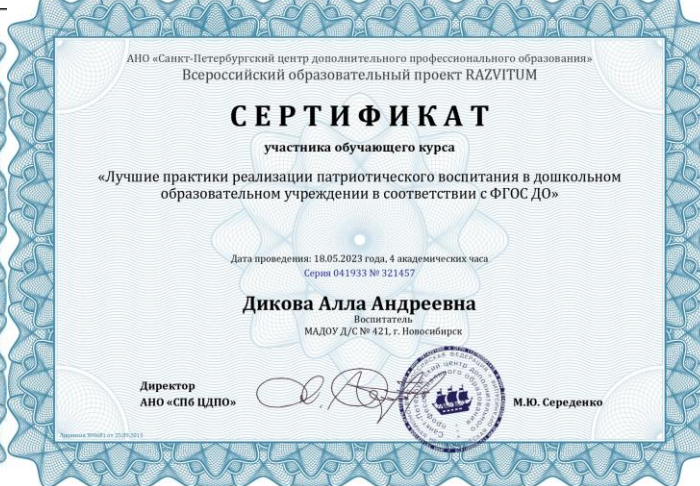 АНО «Санкт-Петербургский центр дополнительного профессионального образования»
Всероссийский образовательный проект RAZVITUM
СЕРТИФИКАТ
участника обучающего курса
«Лучшие практики реализации патриотического воспитания в дошкольном
образовательном учреждении в соответствии с ФГОС ДО»
Дата проведения: 18.05.2023 года, 4 академических часа
Серия 041933 № 321457
Дикова Алла Андреевна
Воспитатель
МАДОУ Д/С № 421, г. Новосибирск
Директор
АНО «СПб ЦДПО»
М.Ю. Середенко